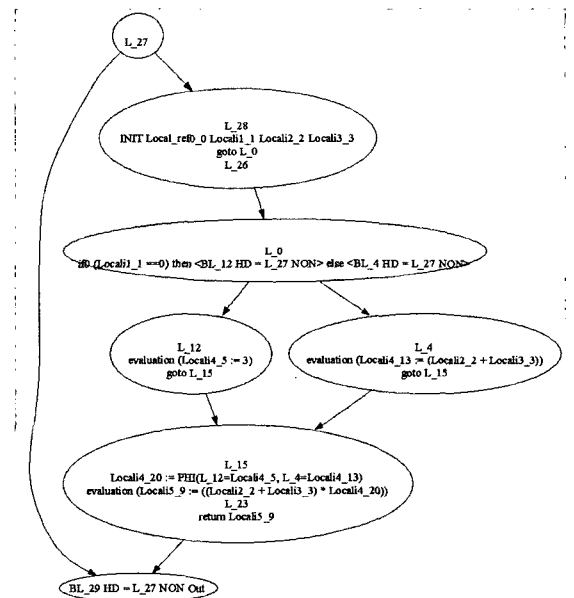 L_27
L_28
INIT Local_ref0_0 Locali1_1 Locali2_2 Locali3_3
goto L_0
L_26
L_0
if0 (Locali1_1 ==0) then <BL_12 HD = L_27 NON> else <BL_4 HD = L_27 NON>
L_12
evaluation (Locali4_5 := 3)
goto L_15
L_4
evaluation (Locali4_13 := (Locali2_2 + Locali3_3))
goto L_15
L_15
Locali4_20 := PHI(L_12=Locali4_5, L_4=Locali4_13)
evaluation (Locali5_9 := ((Locali2_2 + Locali3_3) * Locali4_20))
L_23
return Locali5_9
BL_29 HD = L_27 NON Out